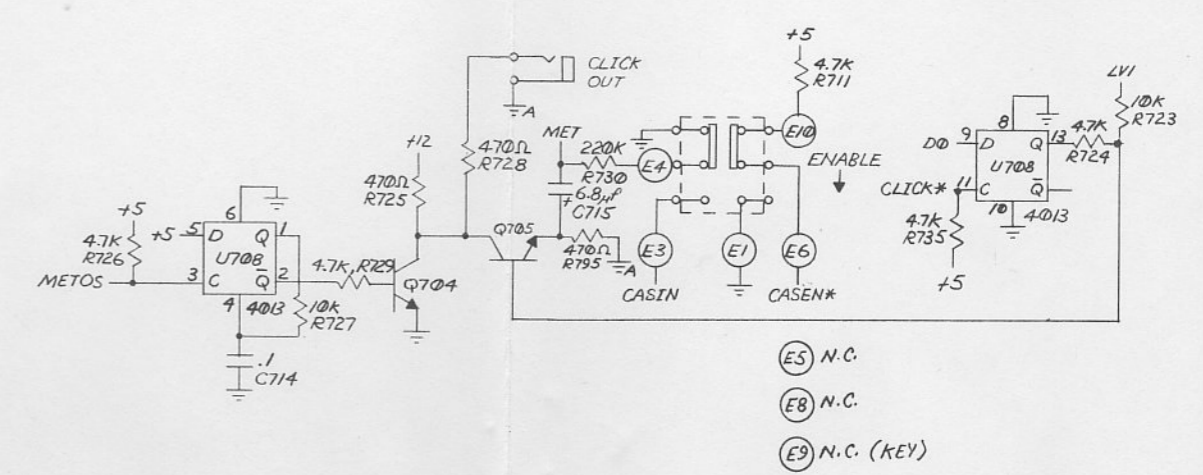 CLICK
OUT
A
+5
4.7K
R711
E10
LV1
10K
R723
8
D0 9 D Q 13 4.7K
R724
U708
CLICK* 11 C Q̅
10
4013
4.7K
R735
+5
ENABLE
MET
220K
R730
E4
6.8µf
+ C715
470Ω
R728
+12
470Ω
R725
Q705
470Ω
R795
A
E3
CASIN
E1
E6
CASEN*
+5
4.7K
R726
6
+5 5 D Q 1
U708
METOS 3 C Q̅ 2
4 4013
4.7K, R729
Q704
10K
R727
.1
C714
E5 N.C.
E8 N.C.
E9 N.C. (KEY)